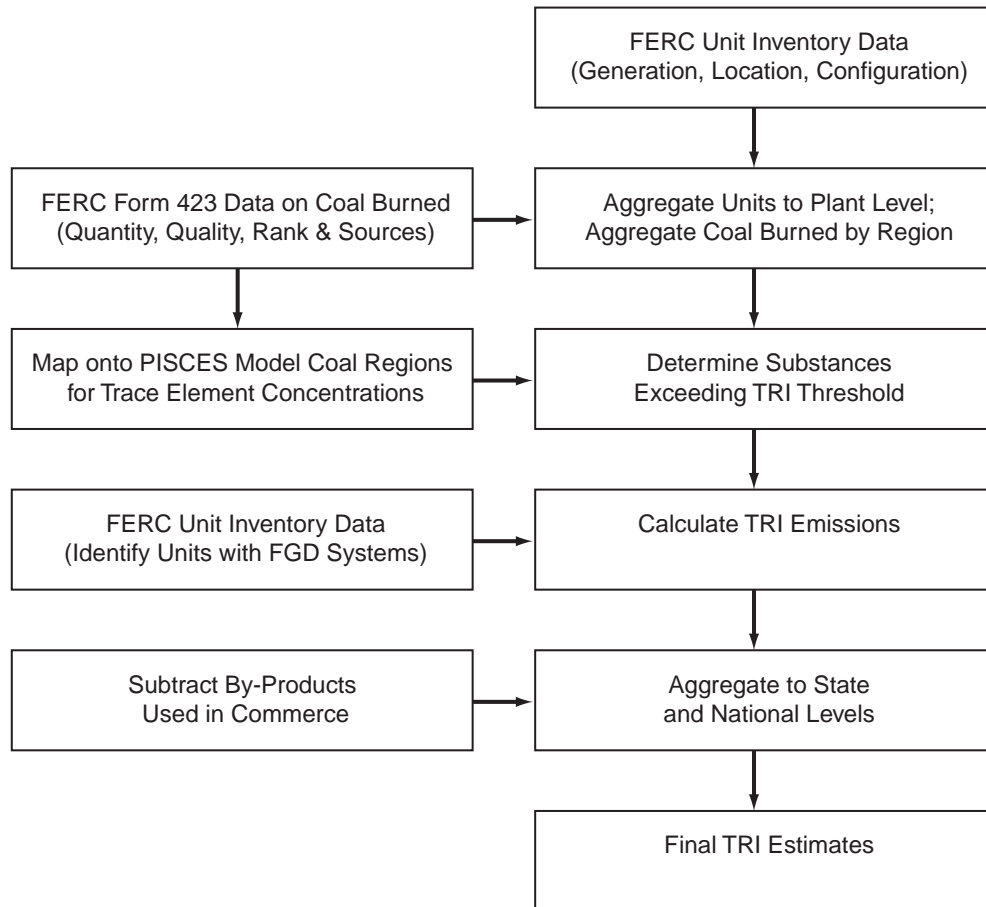 FERC Unit Inventory Data
(Generation, Location, Configuration)
FERC Form 423 Data on Coal Burned
(Quantity, Quality, Rank & Sources)
Aggregate Units to Plant Level;
Aggregate Coal Burned by Region
Map onto PISCES Model Coal Regions
for Trace Element Concentrations
Determine Substances
Exceeding TRI Threshold
FERC Unit Inventory Data
(Identify Units with FGD Systems)
Calculate TRI Emissions
Subtract By-Products
Used in Commerce
Aggregate to State
and National Levels
Final TRI Estimates